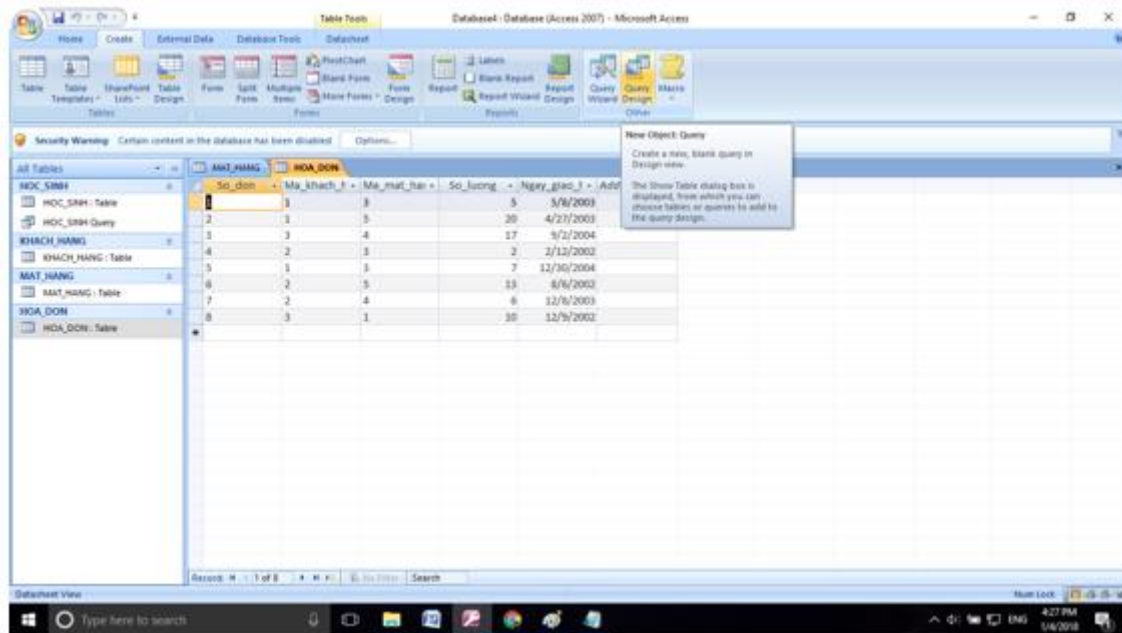 Table Tools
Database4 : Database (Access 2007) - Microsoft Access
Home Create External Data Database Tools Datasheet
Table Table Templates SharePoint Lists Table Design
Form Split Form Multiple Items PivotChart Blank Form More Forms Form Design
Report Labels Blank Report Report Wizard Report Design
Query Wizard Query Design Macro
Tables Forms Reports Other
Security Warning Certain content in the database has been disabled Options...
New Object: Query
Create a new, blank query in
Design view.
The Show Table dialog box is
displayed, from which you can
choose tables or queries to add to
the query design.
All Tables
HOC_SINH
HOC_SINH : Table
HOC_SINH Query
KHACH_HANG
KHACH_HANG : Table
MAT_HANG
MAT_HANG : Table
HOA_DON
HOA_DON : Table
MAT_HANG HOA_DON
So_don Ma_khach_h Ma_mat_han So_luong Ngay_giao_h Add
3 5 5/8/2003
2 1 5 20 4/27/2003
3 3 4 17 9/2/2004
4 2 3 2 2/12/2002
5 1 3 7 12/30/2004
6 2 5 13 8/2002
7 2 4 6 12/8/2003
8 3 1 10 12/9/2002
Record: 1 of 8 No Filter Search
Datasheet View
Num Lock
Type here to search
ENG
4:27 PM
1/4/2018